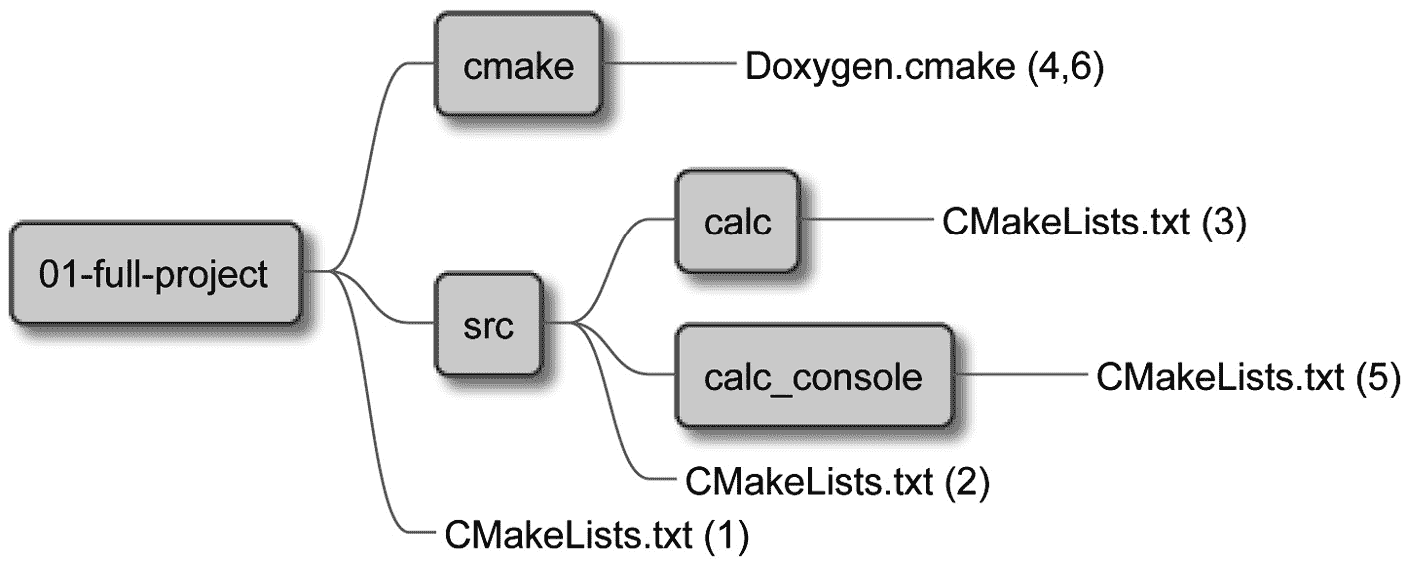 cmake
Doxygen.cmake (4,6)
calc
CMakeLists.txt (3)
01-full-project
src
calc_console
CMakeLists.txt (5)
CMakeLists.txt (2)
CMakeLists.txt (1)